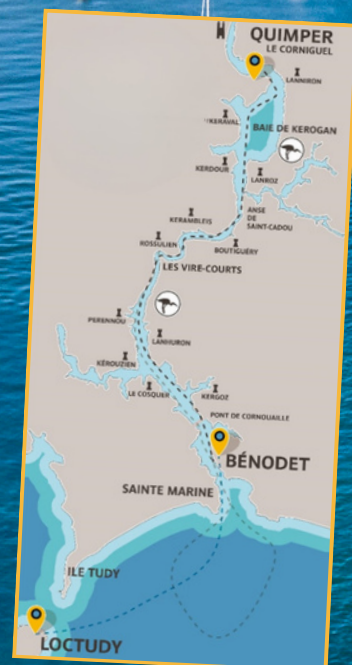 QUIMPER
LE CORNIGUEL
LANNIRON
KERAVAL
BAIE DE KEROGAN
KERDOUR
LANROZ
ANSE
DE
SAINT-CADOU
KERAMBLEIS
ROSSULIEN
BOUTIGUÉRY
LES VIRE-COURTS
PERENNOU
LANHURON
KÉROUZIEN
LE COSQUER
KERGOZ
PONT DE CORNOUAILLE
BÉNODET
SAINTE MARINE
ILE TUDY
LOCTUDY